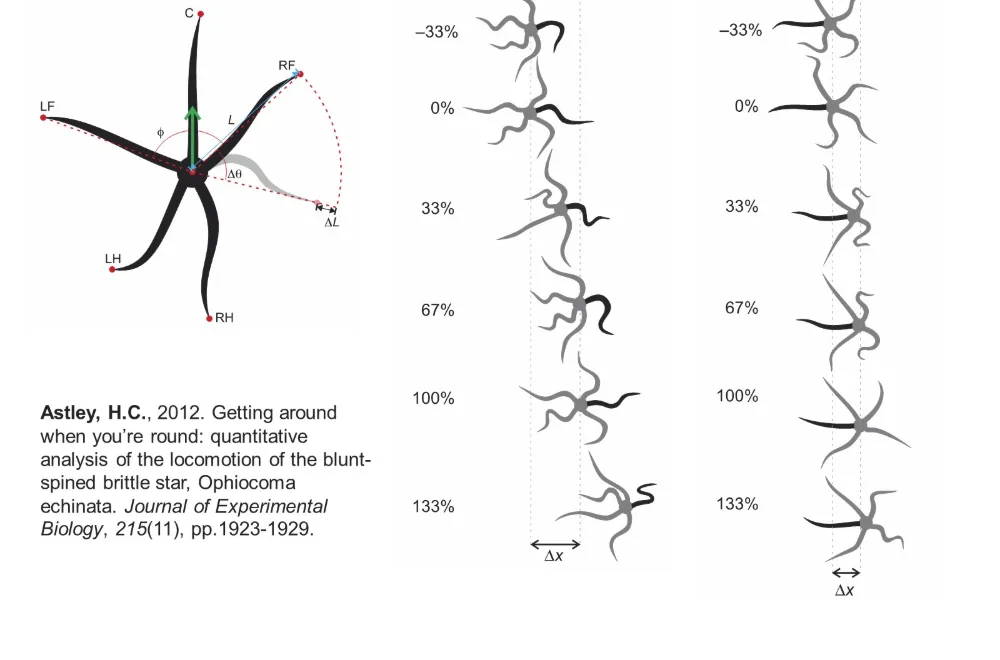 C
RF
LF
L
ϕ
Δθ
ΔL
LH
RH
Astley, H.C., 2012. Getting around
when you’re round: quantitative
analysis of the locomotion of the blunt-
spined brittle star, Ophiocoma
echinata. Journal of Experimental
Biology, 215(11), pp.1923-1929.
–33%
0%
33%
67%
100%
133%
Δx
–33%
0%
33%
67%
100%
133%
Δx